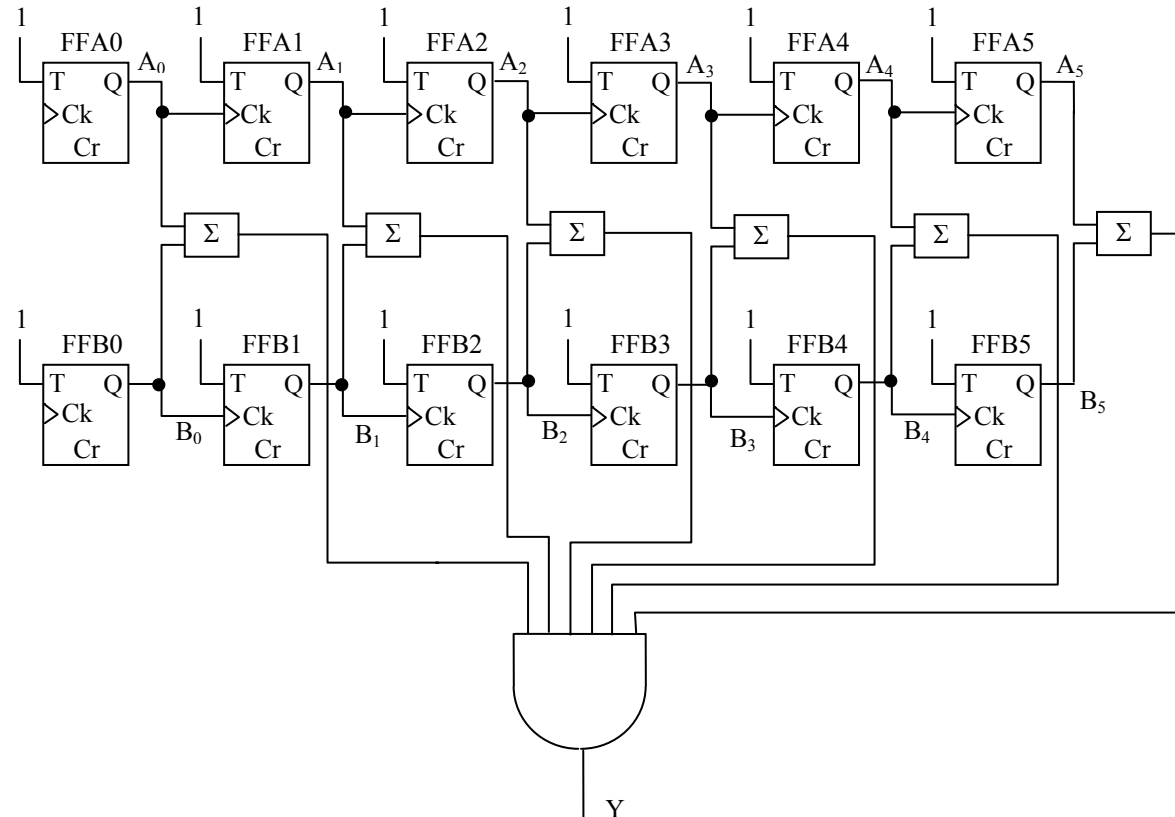 1 1 1 1 1 1
FFA0 FFA1 FFA2 FFA3 FFA4 FFA5
A₀ A₁ A₂ A₃ A₄ A₅
T Q T Q T Q T Q T Q T Q
Ck Ck Ck Ck Ck Ck
Cr Cr Cr Cr Cr Cr
Σ Σ Σ Σ Σ Σ
1 1 1 1 1 1
FFB0 FFB1 FFB2 FFB3 FFB4 FFB5
T Q T Q T Q T Q T Q T Q
Ck Ck Ck Ck Ck Ck
B₀ B₁ B₂ B₃ B₄ B₅
Cr Cr Cr Cr Cr Cr
Y